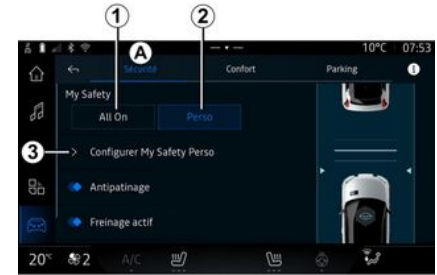 1 2
A
10°C 07:53
Sécurité Confort Parking
My Safety
All On Perso
3 Configurer My Safety Perso
Antipatinage
Freinage actif
20°C 2 A/C